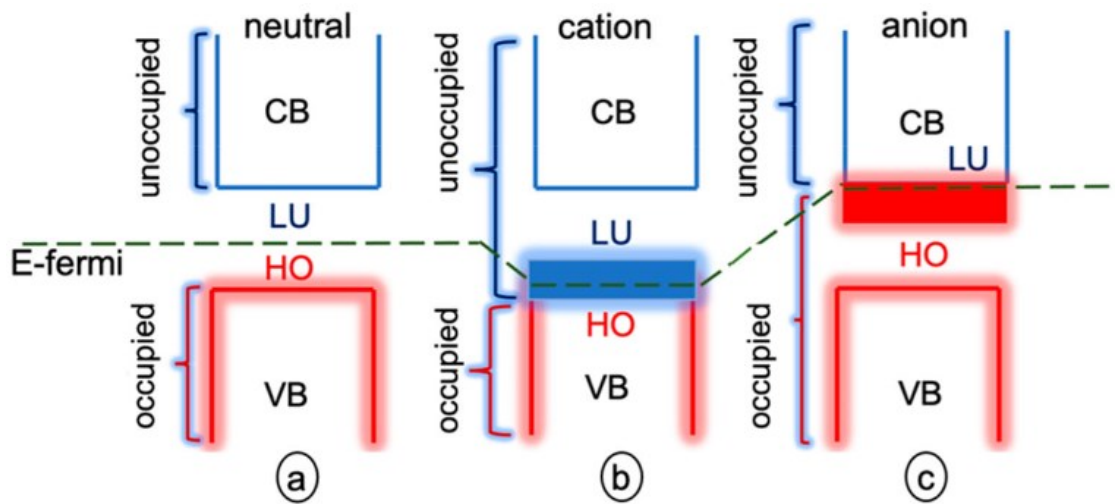 neutral
cation
anion
unoccupied
CB
LU
HO
E-fermi
occupied
VB
a
unoccupied
CB
LU
HO
occupied
VB
b
unoccupied
CB
LU
HO
occupied
VB
c